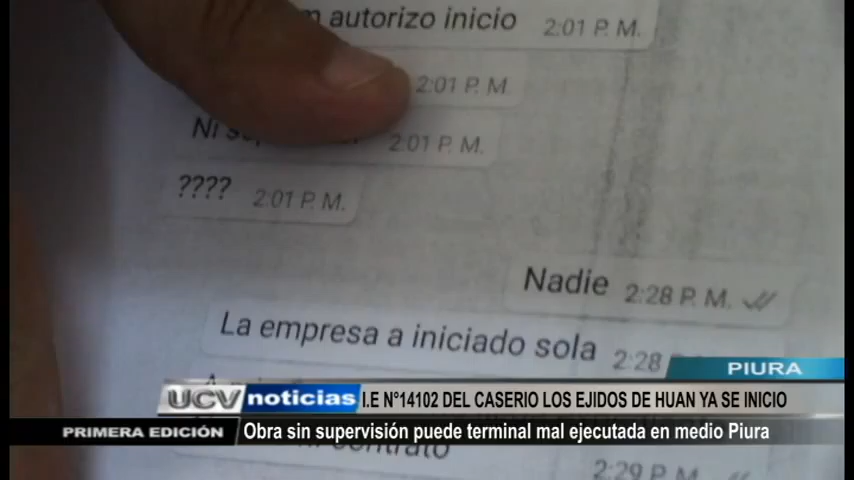 autorizo inicio 2:01 P. M.
2:01 P. M.
Ni 2:01 P. M.
???? 2:01 P. M.
Nadie 2:28 P. M.
La empresa a iniciado sola 2:28
PIURA
UCV noticias I.E N°14102 DEL CASERIO LOS EJIDOS DE HUAN YA SE INICIO
PRIMERA EDICIÓN Obra sin supervisión puede terminal mal ejecutada en medio Piura
contrato
2:29 P. M.